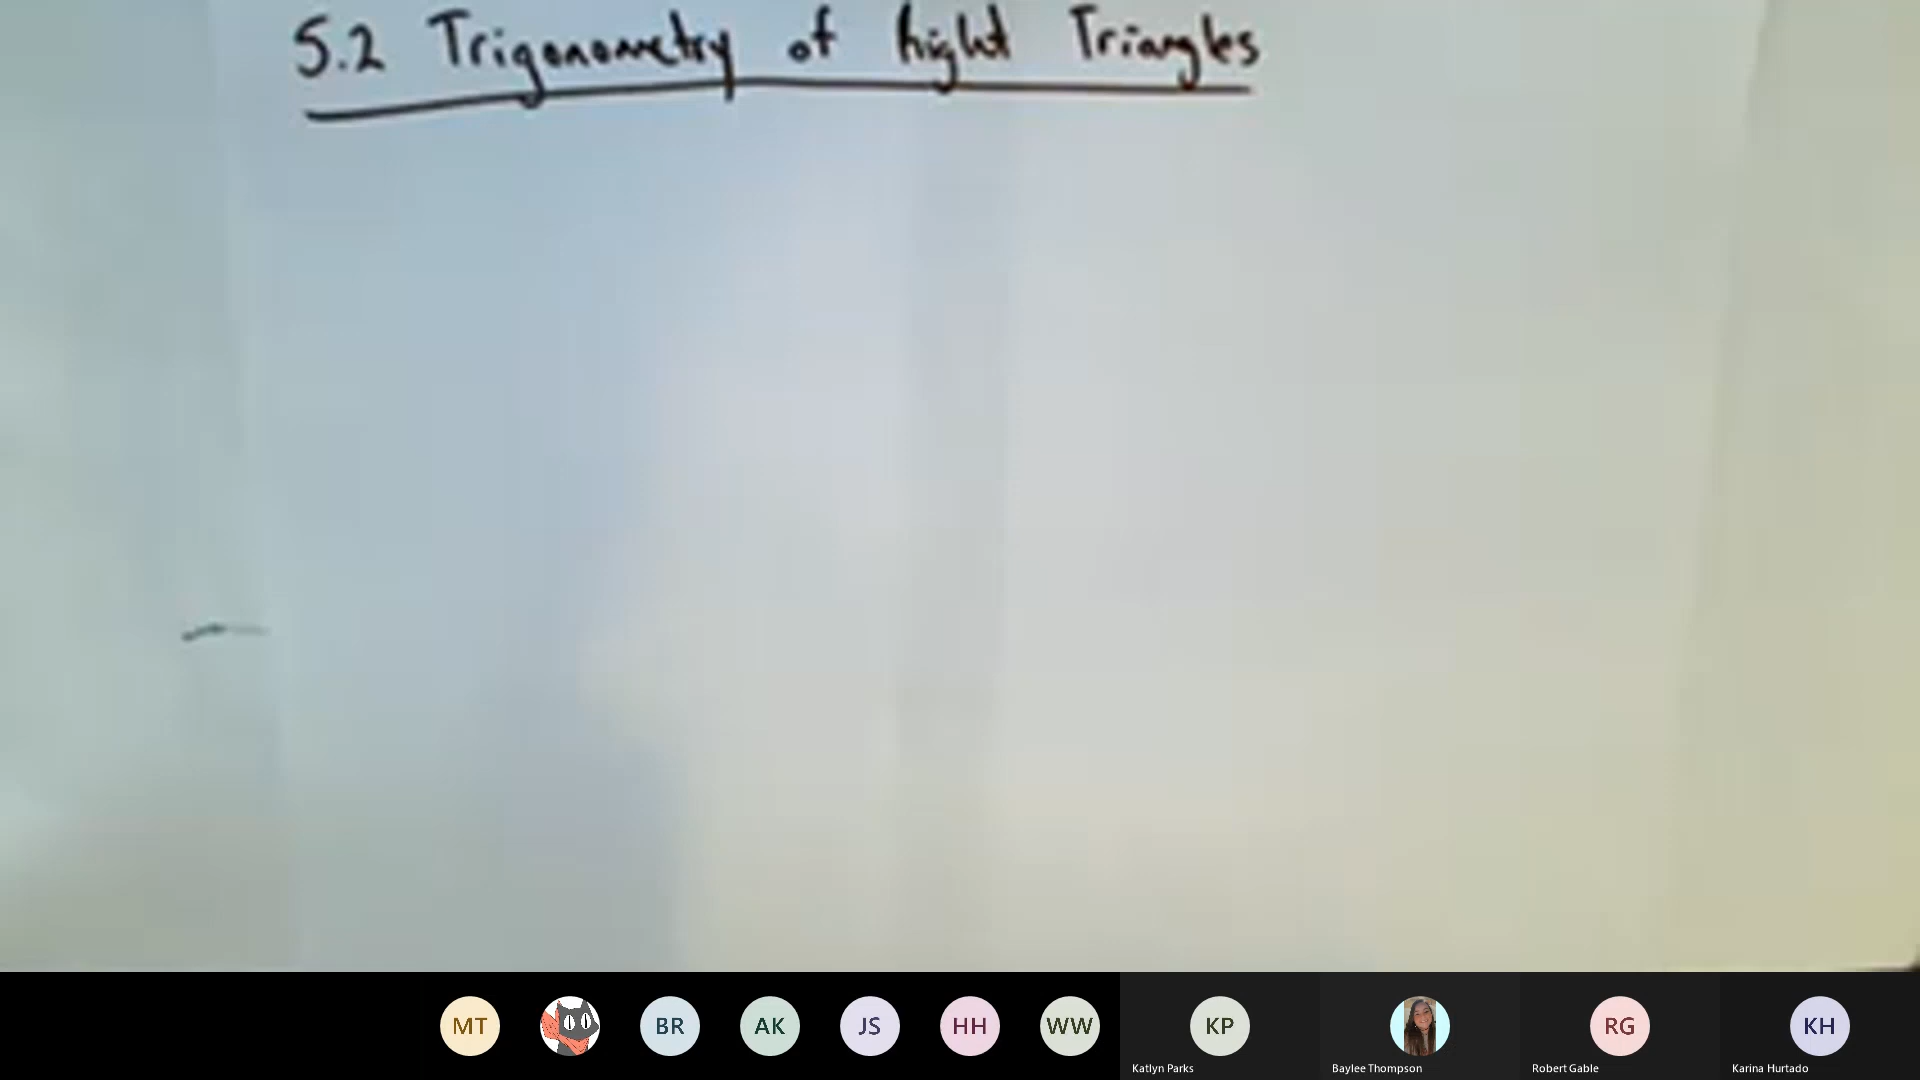 5.2 Trigonometry of Right Triangles
MT BR AK JS HH WW KP RG KH
Katlyn Parks Baylee Thompson Robert Gable Karina Hurtado